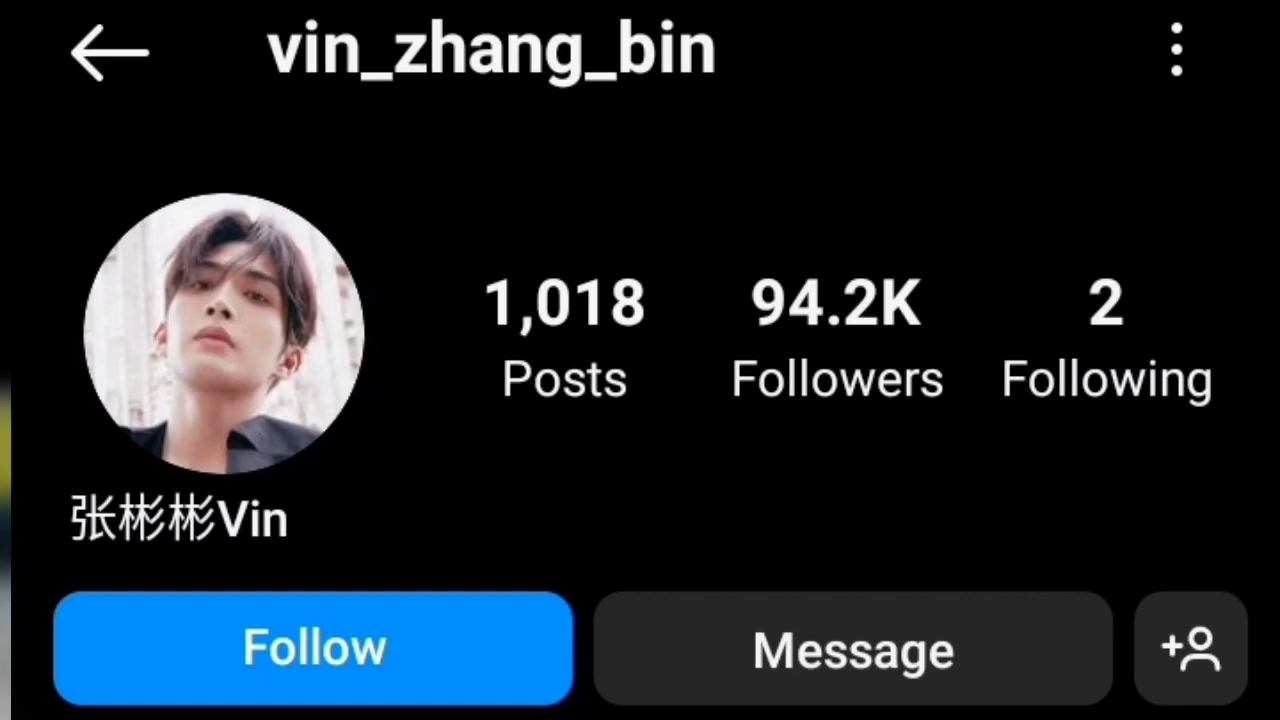 vin_zhang_bin
1,018 94.2K 2
Posts Followers Following
张彬彬Vin
Follow Message